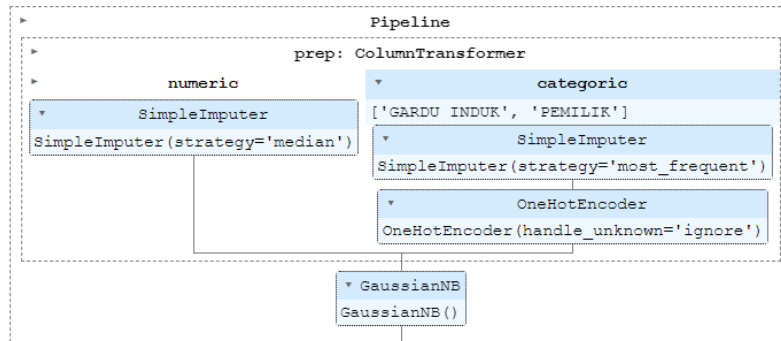 Pipeline
prep: ColumnTransformer
numeric
categoric
['GARDU INDUK', 'PEMILIK']
SimpleImputer
SimpleImputer(strategy='median')
SimpleImputer
SimpleImputer(strategy='most_frequent')
OneHotEncoder
OneHotEncoder(handle_unknown='ignore')
GaussianNB
GaussianNB()